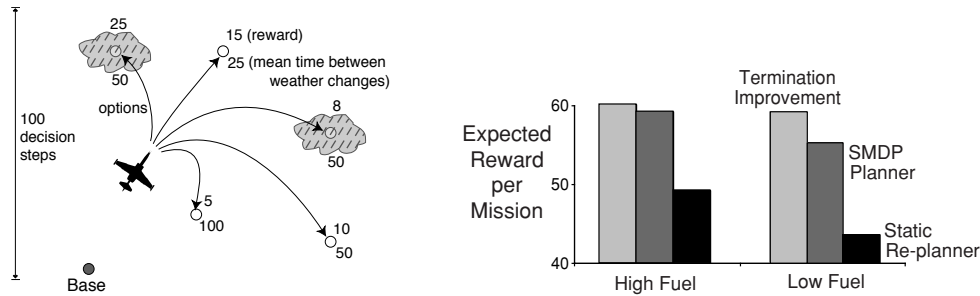 25
50
options
15 (reward)
25 (mean time between
weather changes)
8
50
100
decision
steps
5
100
10
50
Base
Expected
Reward
per
Mission
60
50
40
Termination
Improvement
SMDP
Planner
Static
Re-planner
High Fuel
Low Fuel